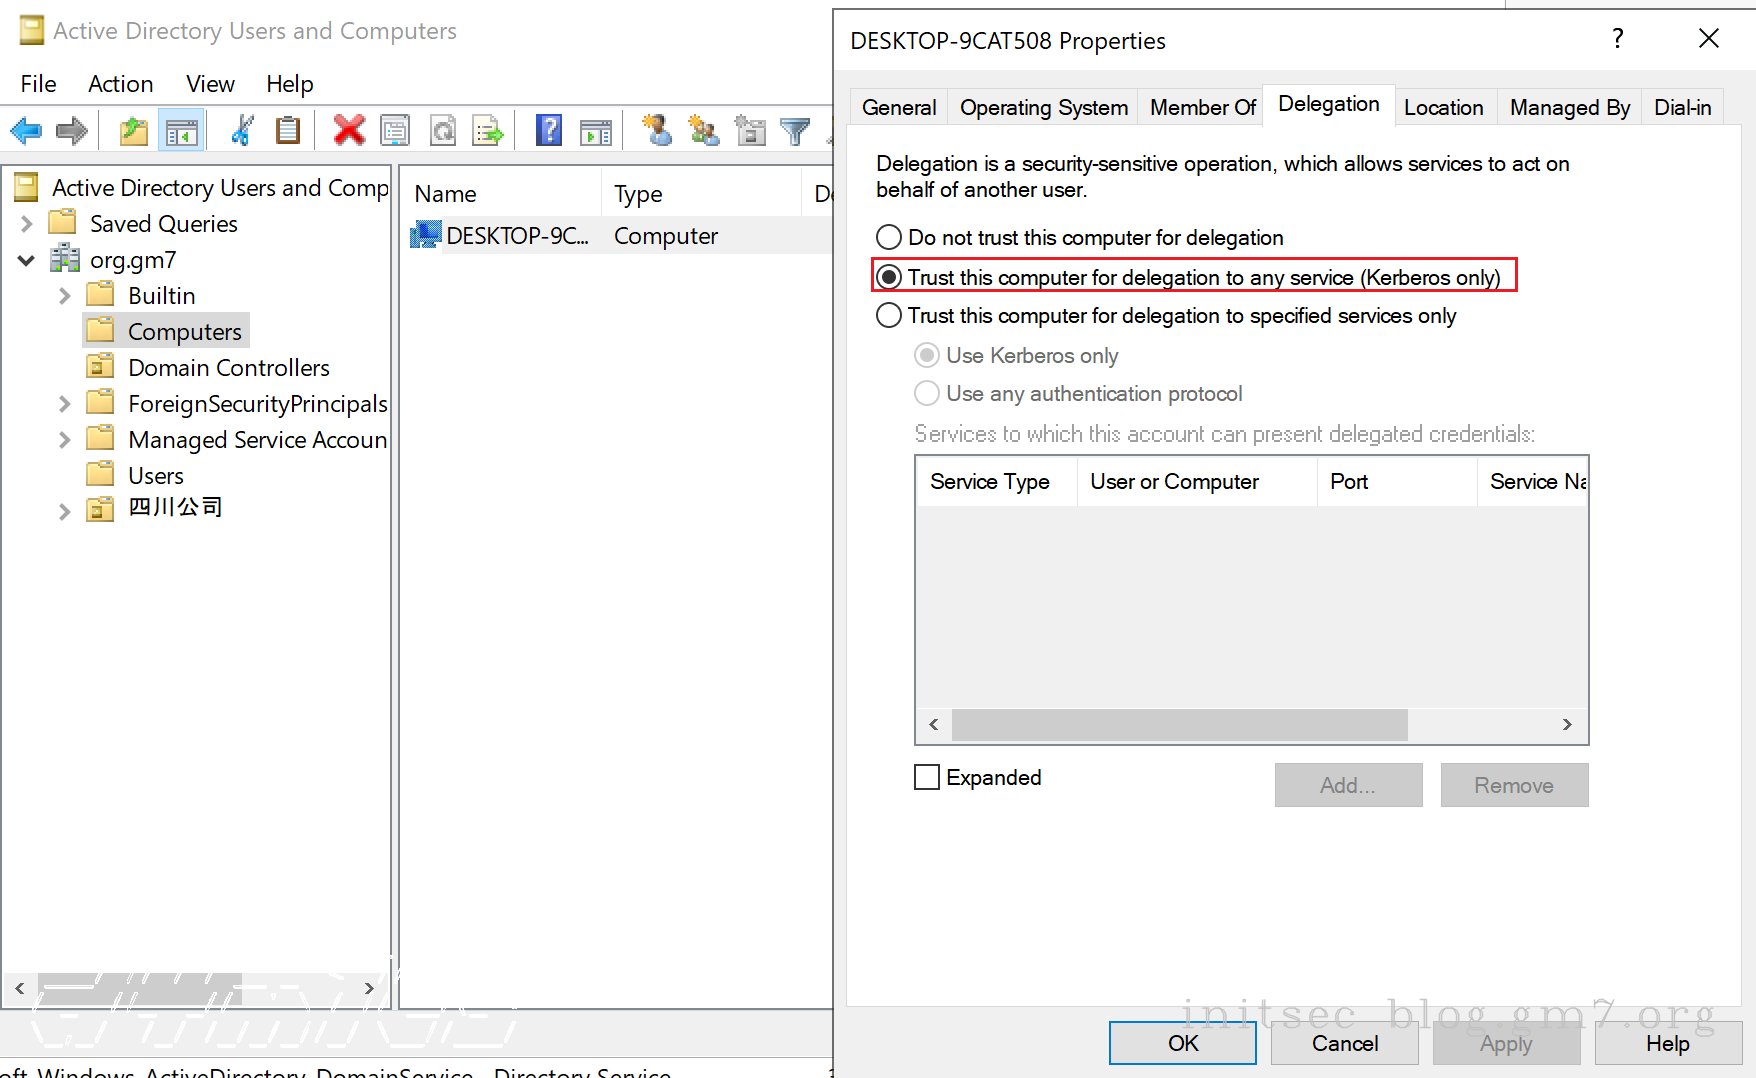 Active Directory Users and Computers
File Action View Help
Active Directory Users and Comp
Saved Queries
org.gm7
Builtin
Computers
Domain Controllers
ForeignSecurityPrincipals
Managed Service Accoun
Users
四川公司
Name Type De
DESKTOP-9C... Computer
DESKTOP-9CAT508 Properties
General Operating System Member Of Delegation Location Managed By Dial-in
Delegation is a security-sensitive operation, which allows services to act on
behalf of another user.
Do not trust this computer for delegation
Trust this computer for delegation to any service (Kerberos only)
Trust this computer for delegation to specified services only
Use Kerberos only
Use any authentication protocol
Services to which this account can present delegated credentials:
Service Type User or Computer Port Service Na
Expanded
Add... Remove
initsec blog.gm7.org
OK Cancel Apply Help
oft-Windows-ActiveDirectory_DomainService Directory Service